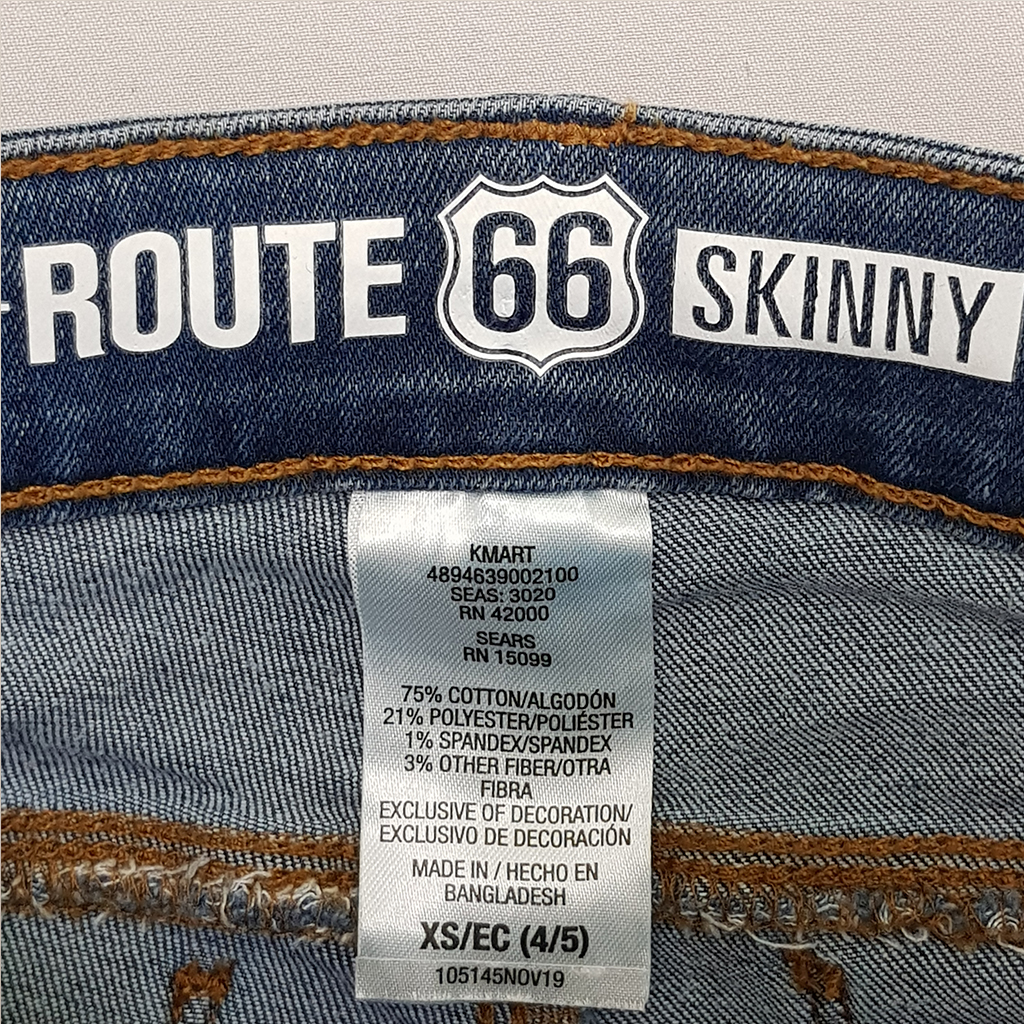 ROUTE 66 SKINNY
KMART
4894639002100
SEAS: 3020
RN 42000
SEARS
RN 15099
75% COTTON/ALGODÓN
21% POLYESTER/POLIÉSTER
1% SPANDEX/SPANDEX
3% OTHER FIBER/OTRA
FIBRA
EXCLUSIVE OF DECORATION/
EXCLUSIVO DE DECORACIÓN
MADE IN / HECHO EN
BANGLADESH
XS/EC (4/5)
105145NOV19